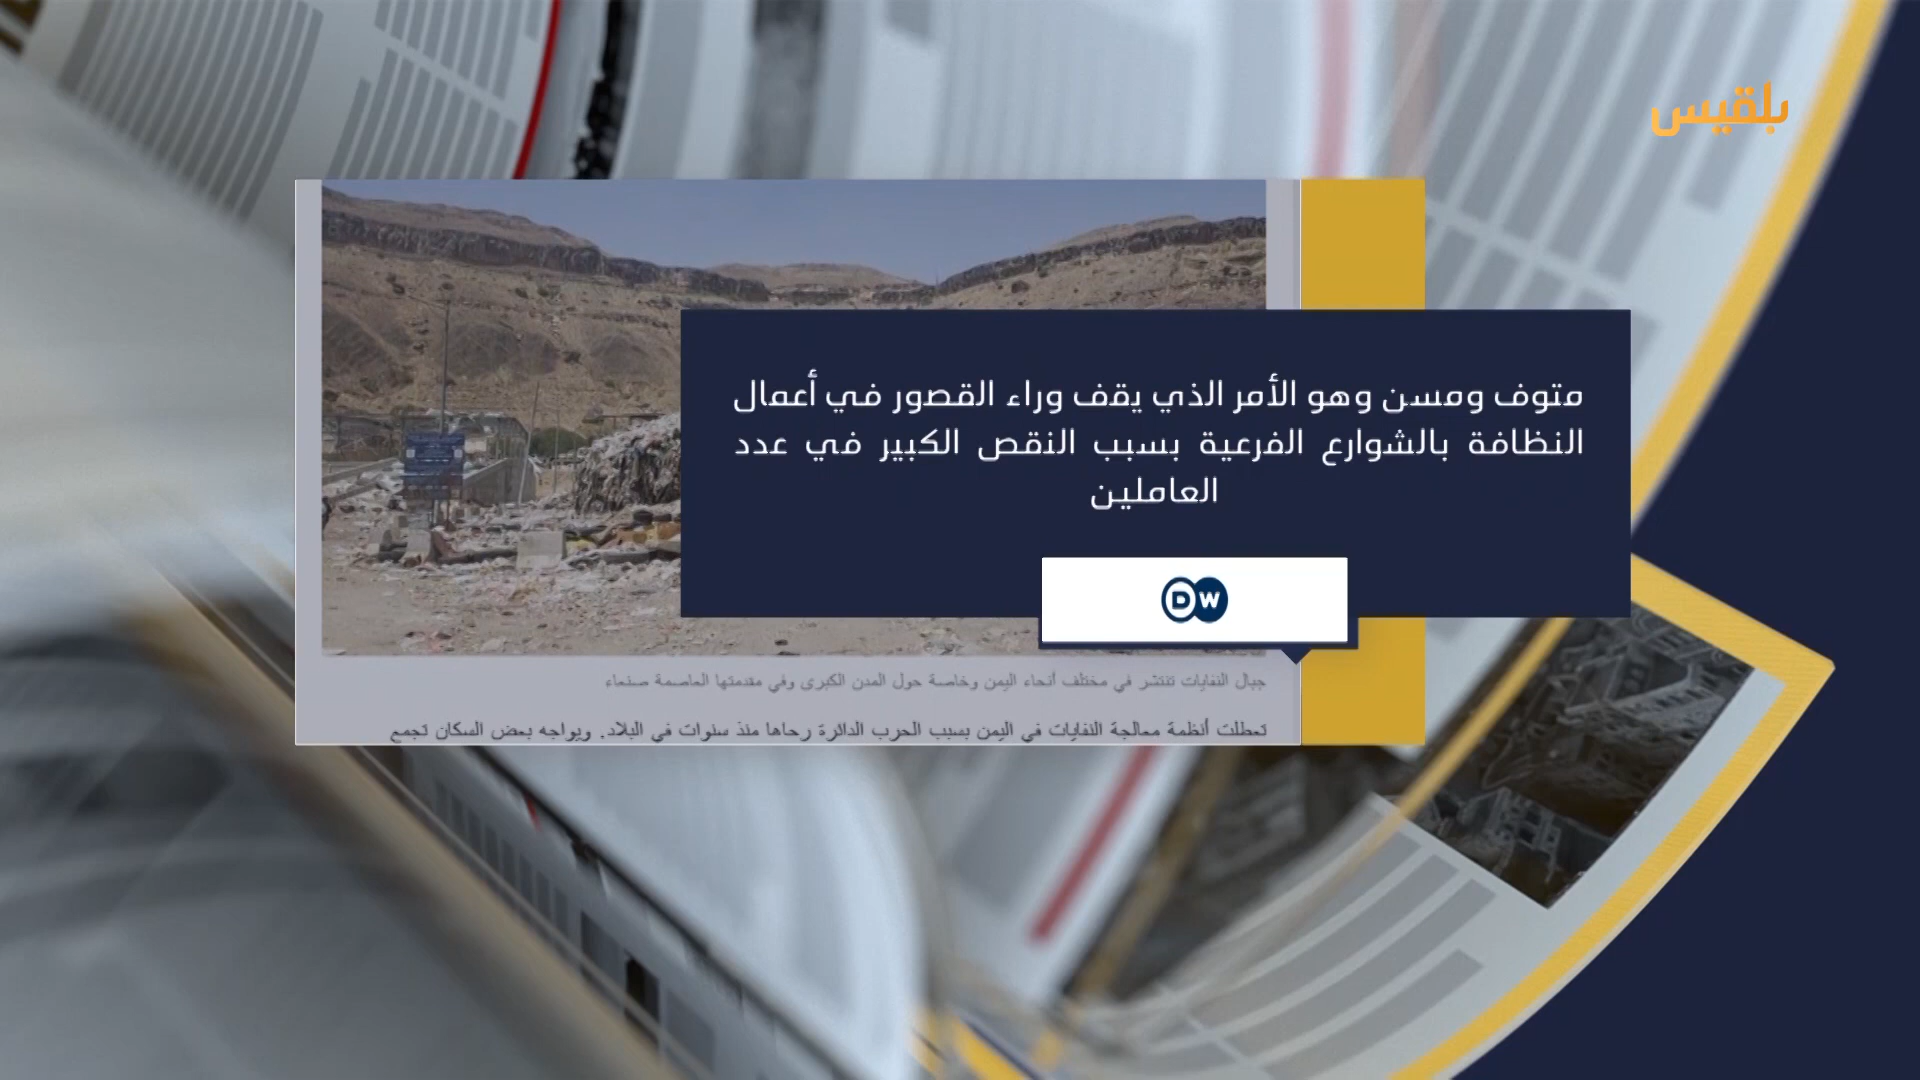 بلقيس
متوف ومسن وهو الأمر الذي يقف وراء القصور في أعمال
النظافة بالشوارع الفرعية بسبب النقص الكبير في عدد
العاملين
DW
جبال النفايات تنتشر في مختلف أنحاء اليمن وخاصة حول المدن الكبرى وفي مقدمتها العاصمة صنعاء
تعطلت أنظمة معالجة النفايات في اليمن بسبب الحرب الدائرة رحاها منذ سنوات في البلاد. ويواجه بعض السكان تجمع